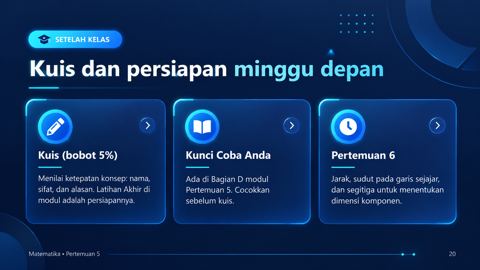 SETELAH KELAS
Kuis dan persiapan minggu depan
Kuis (bobot 5%)
Menilai ketepatan konsep: nama,
sifat, dan alasan. Latihan Akhir di
modul adalah persiapannya.
Kunci Coba Anda
Ada di Bagian D modul
Pertemuan 5. Cocokkan
sebelum kuis.
Pertemuan 6
Jarak, sudut pada garis sejajar,
dan segitiga untuk menentukan
dimensi komponen.
Matematika • Pertemuan 5
20